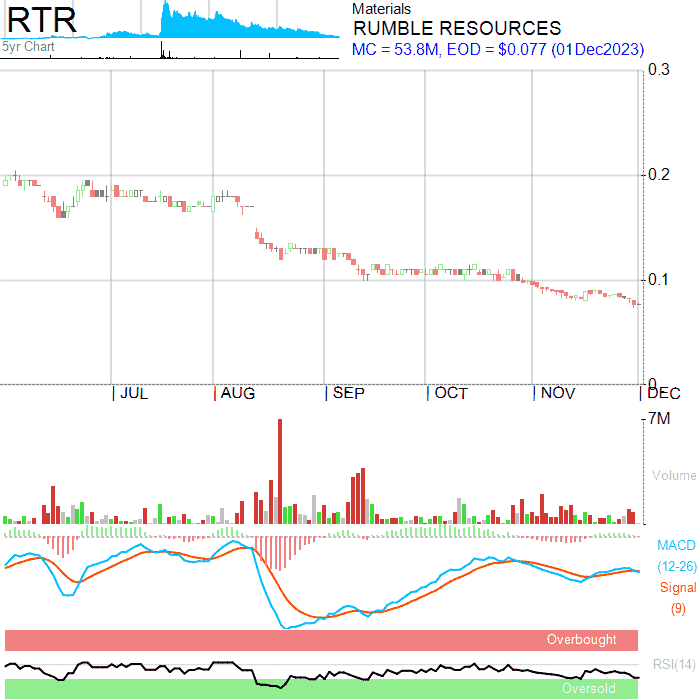 RTR
5yr Chart
Materials
RUMBLE RESOURCES
MC = 53.8M, EOD = $0.077 (01Dec2023)
0.3
0.2
0.1
0
JUL
AUG
SEP
OCT
NOV
DEC
7M
Volume
MACD
(12-26)
Signal
(9)
Overbought
RSI(14)
Oversold